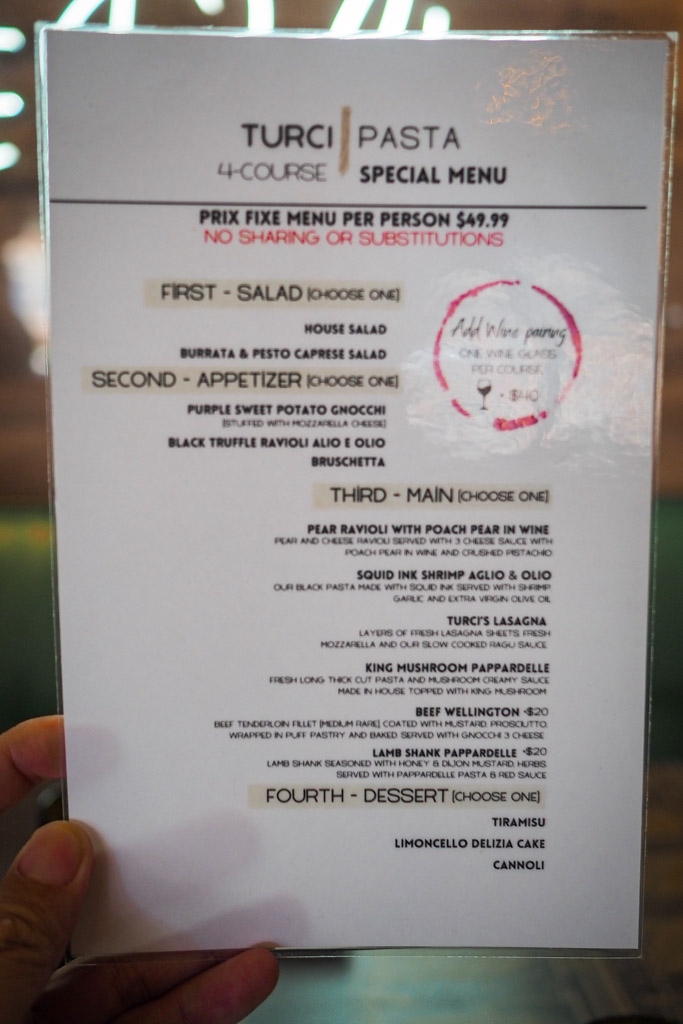 TURCI PASTA
4-COURSE SPECIAL MENU
PRIX FIXE MENU PER PERSON $49.99
NO SHARING OR SUBSTITUTIONS
FIRST - SALAD (CHOOSE ONE)
HOUSE SALAD
BURRATA & PESTO CAPRESE SALAD
Add Wine pairing
ONE WINE GLASS
PER COURSE
- $40
SECOND - APPETIZER (CHOOSE ONE)
PURPLE SWEET POTATO GNOCCHI
(STUFFED WITH MOZZARELLA CHEESE)
BLACK TRUFFLE RAVIOLI ALIO E OLIO
BRUSCHETTA
THIRD - MAIN (CHOOSE ONE)
PEAR RAVIOLI WITH POACH PEAR IN WINE
PEAR AND CHEESE RAVIOLI SERVED WITH 3 CHEESE SAUCE WITH
POACH PEAR IN WINE AND CRUSHED PISTACHIO
SQUID INK SHRIMP AGLIO & OLIO
OUR BLACK PASTA MADE WITH SQUID INK SERVED WITH SHRIMP,
GARLIC AND EXTRA VIRGIN OLIVE OIL
TURCI'S LASAGNA
LAYERS OF FRESH LASAGNA SHEETS, FRESH
MOZZARELLA AND OUR SLOW COOKED RAGU SAUCE
KING MUSHROOM PAPPARDELLE
FRESH LONG THICK CUT PASTA AND MUSHROOM CREAMY SAUCE
MADE IN HOUSE TOPPED WITH KING MUSHROOM
BEEF WELLINGTON +$20
BEEF TENDERLOIN FILLET (MEDIUM RARE) COATED WITH MUSTARD, PROSCIUTTO,
WRAPPED IN PUFF PASTRY AND BAKED SERVED WITH GNOCCHI 3 CHEESE
LAMB SHANK PAPPARDELLE +$20
LAMB SHANK SEASONED WITH HONEY & DIJON MUSTARD, HERBS,
SERVED WITH PAPPARDELLE PASTA & RED SAUCE
FOURTH - DESSERT (CHOOSE ONE)
TIRAMISU
LIMONCELLO DELIZIA CAKE
CANNOLI